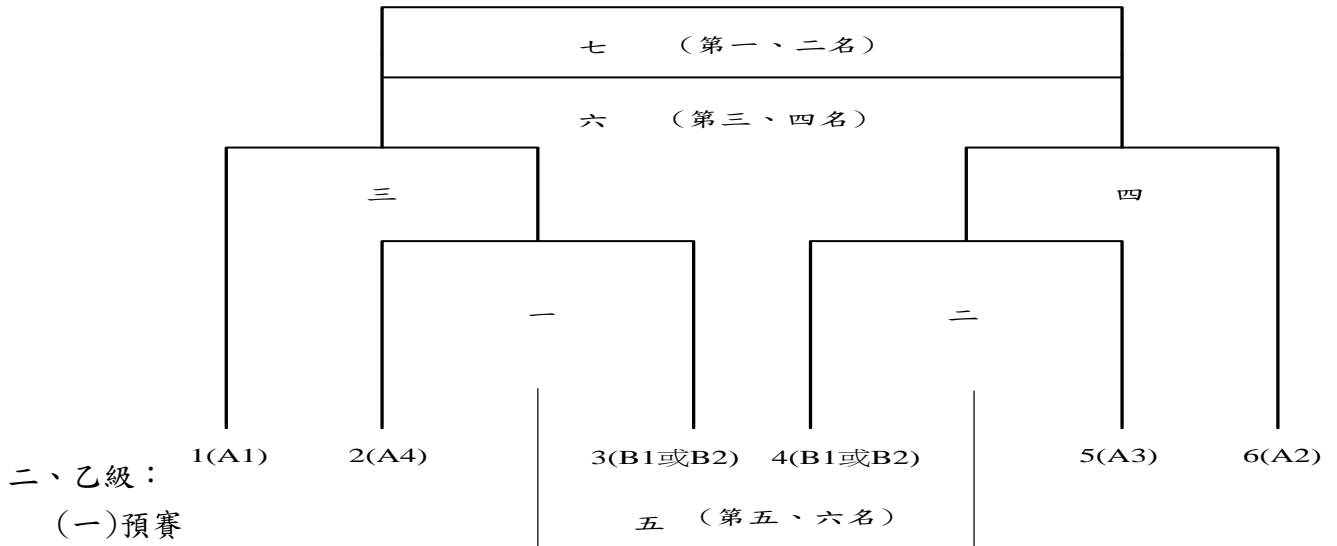 七 （第一、二名）
六 （第三、四名）
三 四
一 二
1(A1) 2(A4) 3(B1或B2) 4(B1或B2) 5(A3) 6(A2)
二、乙級：
(一)預賽
五 （第五、六名）